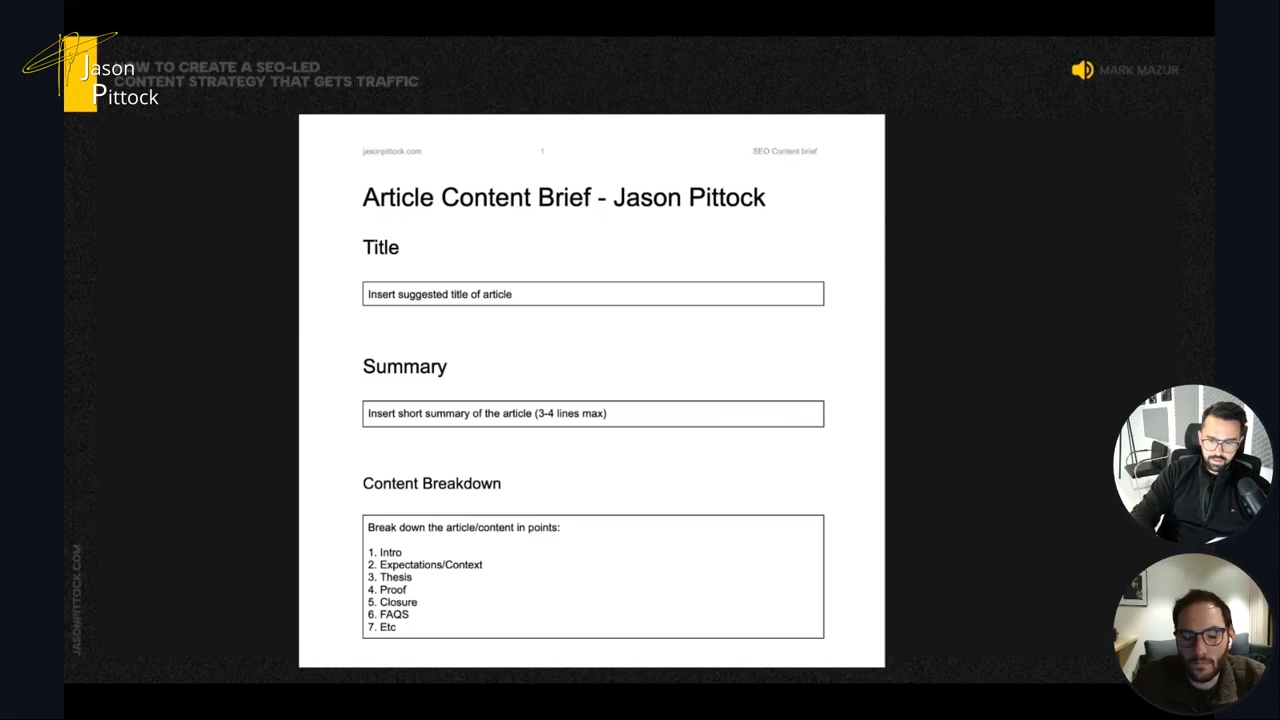 Jason
Pittock
HOW TO CREATE A SEO-LED
CONTENT STRATEGY THAT GETS TRAFFIC
MARK MAZUR
jasonpittock.com
1
SEO Content brief
Article Content Brief - Jason Pittock
Title
Insert suggested title of article
Summary
Insert short summary of the article (3-4 lines max)
Content Breakdown
Break down the article/content in points:
1. Intro
2. Expectations/Context
3. Thesis
4. Proof
5. Closure
6. FAQS
7. Etc
JASONPITTOCK.COM